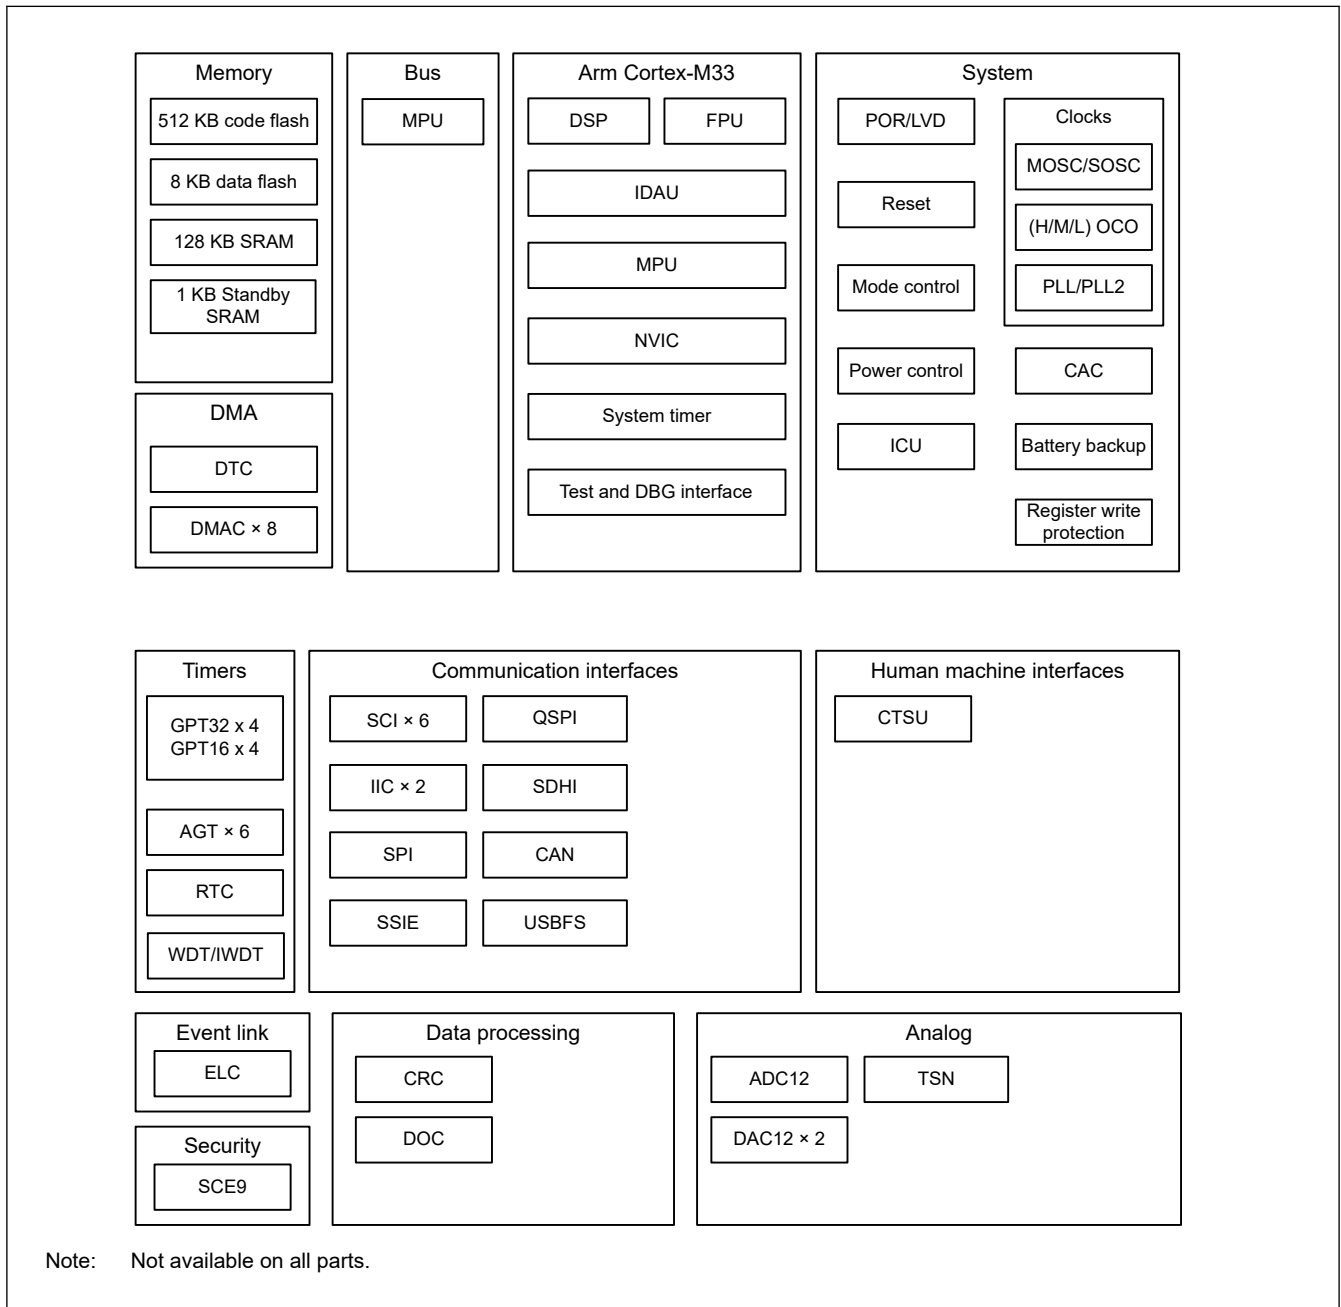 Memory
512 KB code flash
8 KB data flash
128 KB SRAM
1 KB Standby
SRAM
DMA
DTC
DMAC × 8
Bus
MPU
Arm Cortex-M33
DSP
FPU
IDAU
MPU
NVIC
System timer
Test and DBG interface
System
POR/LVD
Reset
Mode control
Power control
ICU
Clocks
MOSC/SOSC
(H/M/L) OCO
PLL/PLL2
CAC
Battery backup
Register write
protection
Timers
GPT32 x 4
GPT16 x 4
AGT × 6
RTC
WDT/IWDT
Communication interfaces
SCI × 6
QSPI
IIC × 2
SDHI
SPI
CAN
SSIE
USBFS
Human machine interfaces
CTSU
Event link
ELC
Security
SCE9
Data processing
CRC
DOC
Analog
ADC12
TSN
DAC12 × 2
Note: Not available on all parts.